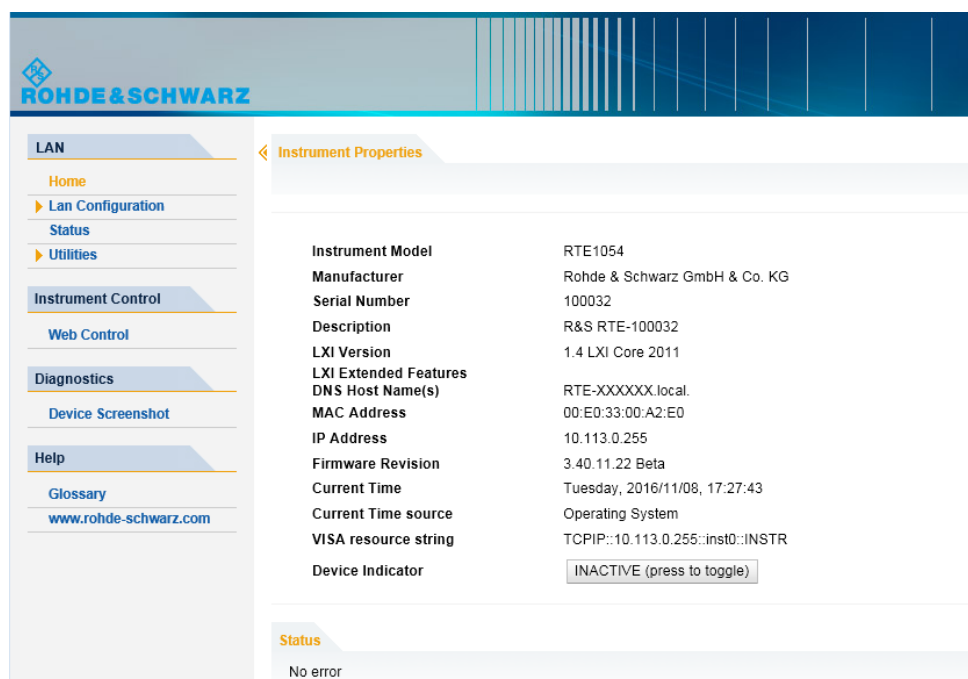 R&S
ROHDE & SCHWARZ
LAN
Home
Lan Configuration
Status
Utilities
Instrument Control
Web Control
Diagnostics
Device Screenshot
Help
Glossary
www.rohde-schwarz.com
Instrument Properties
Instrument Model RTE1054
Manufacturer Rohde & Schwarz GmbH & Co. KG
Serial Number 100032
Description R&S RTE-100032
LXI Version 1.4 LXI Core 2011
LXI Extended Features
DNS Host Name(s) RTE-XXXXXX.local.
MAC Address 00:E0:33:00:A2:E0
IP Address 10.113.0.255
Firmware Revision 3.40.11.22 Beta
Current Time Tuesday, 2016/11/08, 17:27:43
Current Time source Operating System
VISA resource string TCPIP::10.113.0.255::inst0::INSTR
Device Indicator INACTIVE (press to toggle)
Status
No error